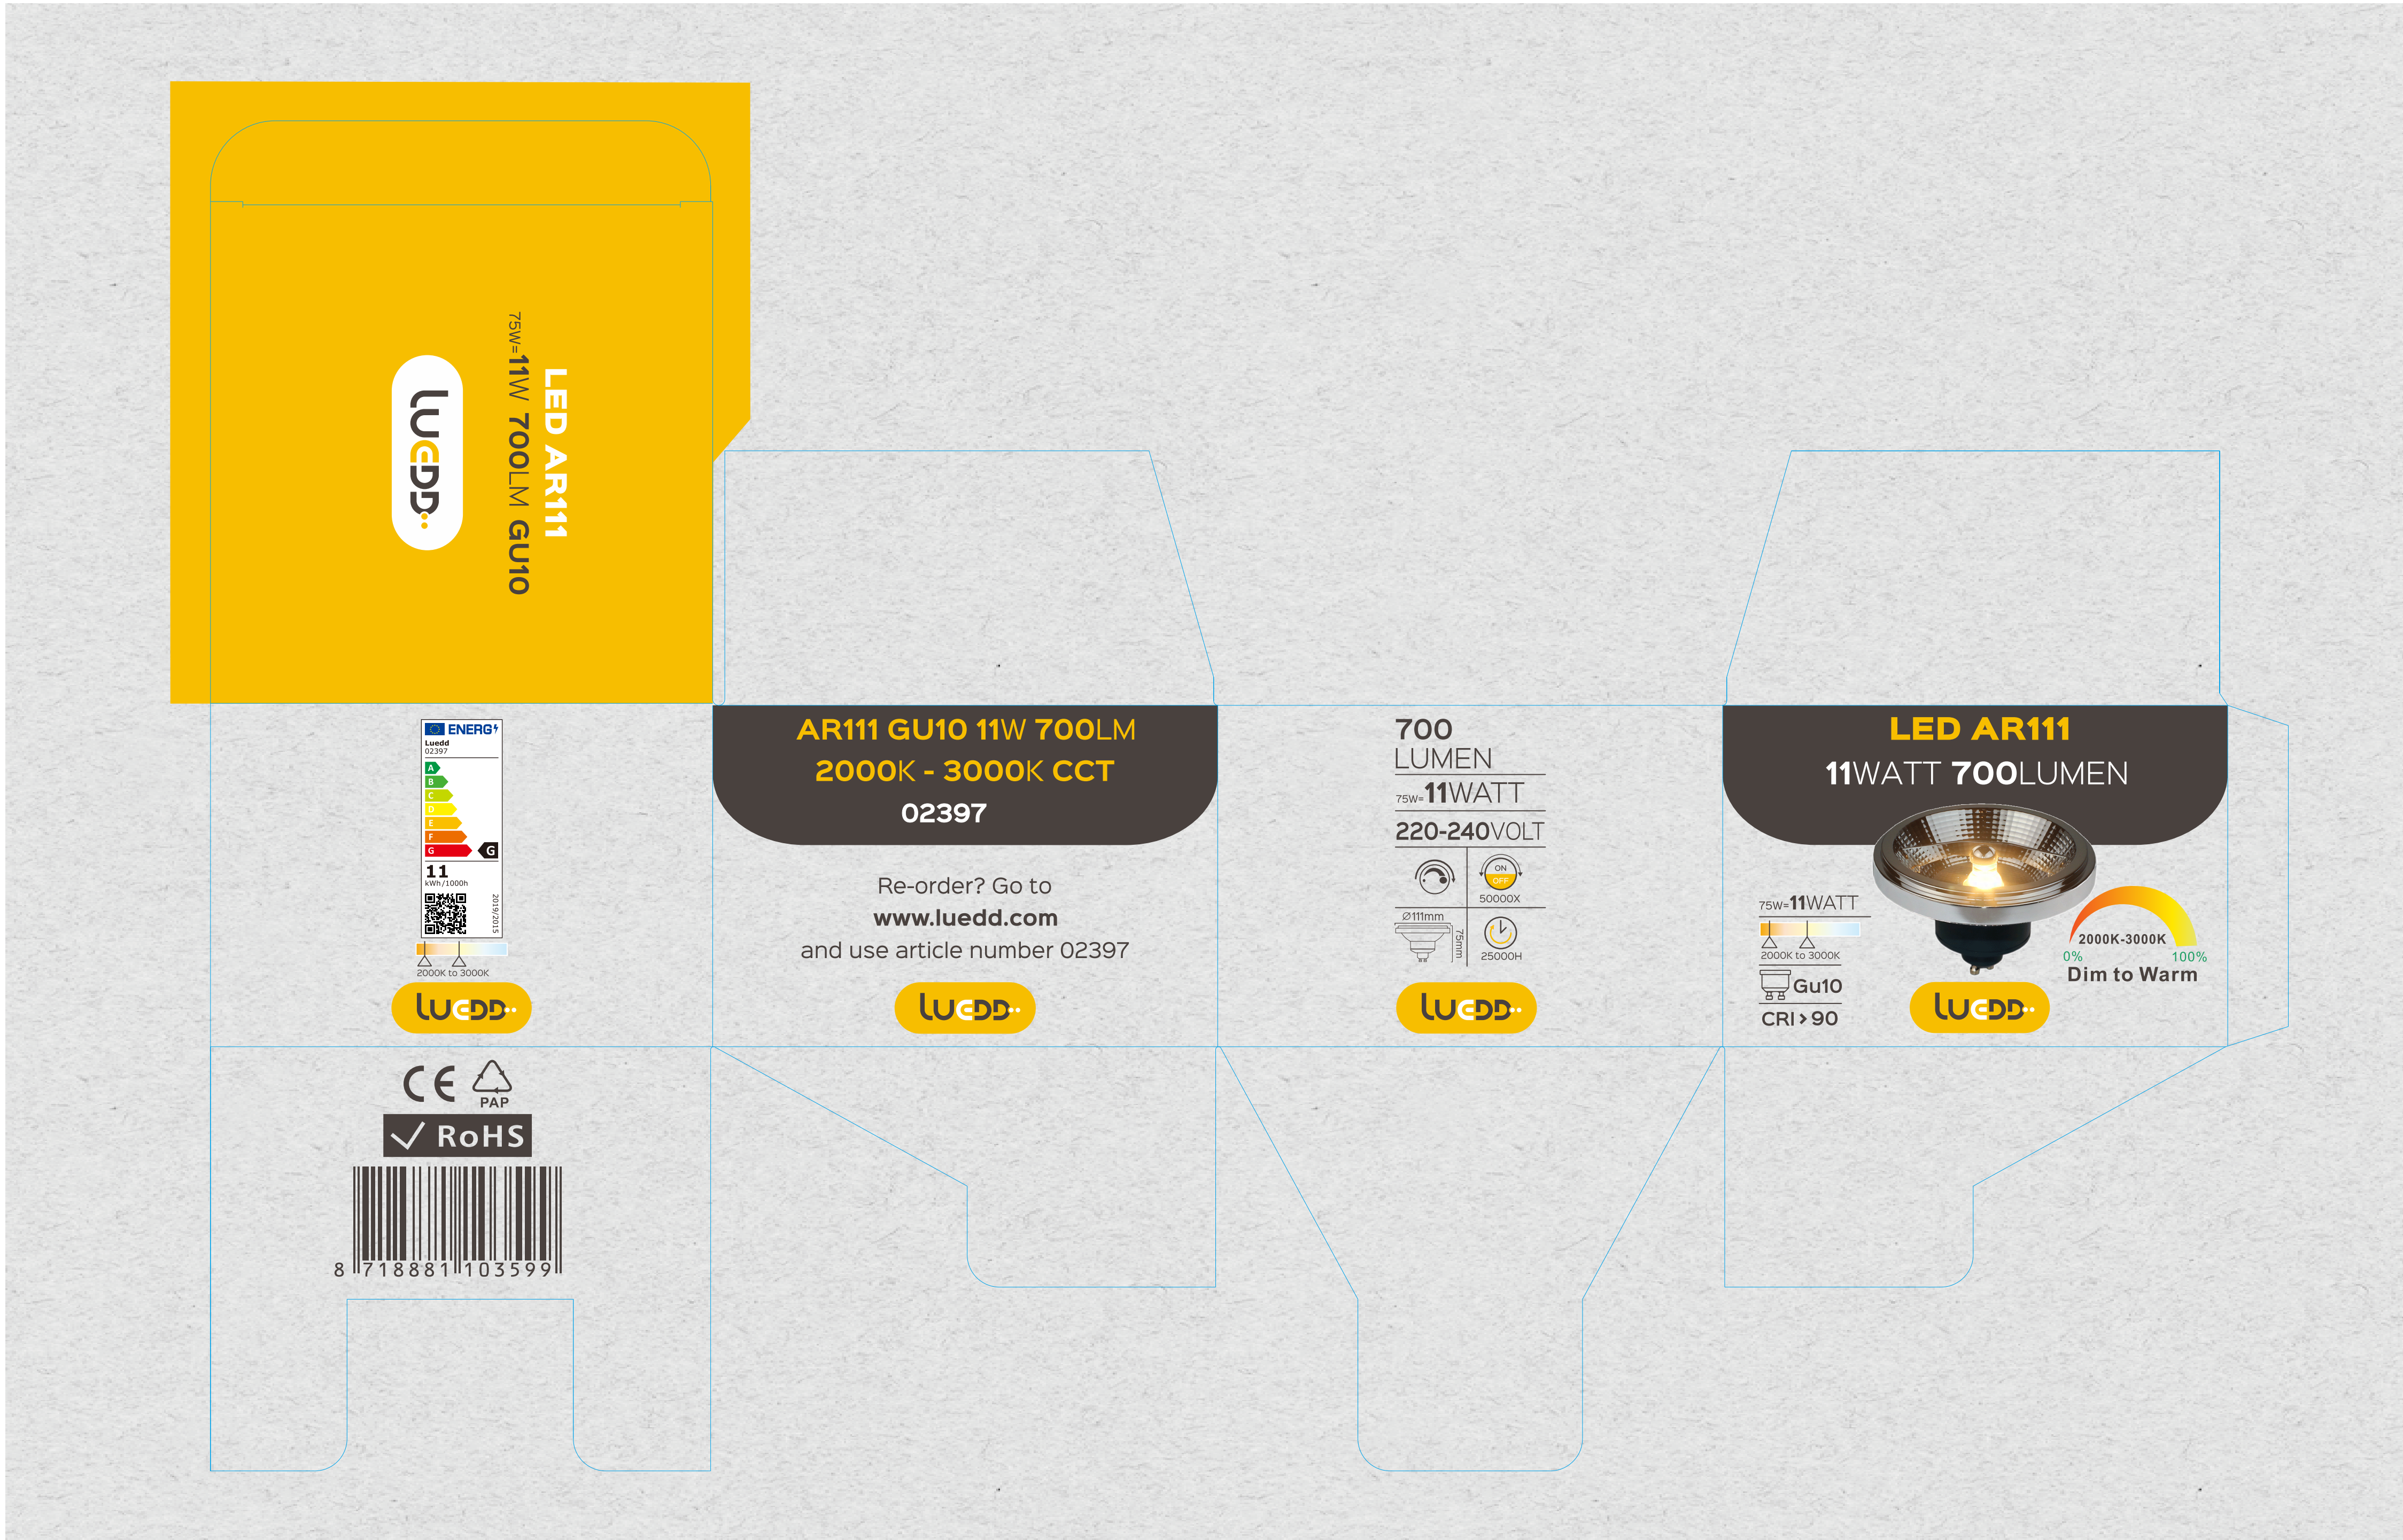 LED AR111
75W=11W 700LM GU10
LUEDD
ENERG
Luedd
02397
A
B
C
D
E
F
G
G
11
kWh/1000h
2019/2015
2000K to 3000K
LUEDD
AR111 GU10 11W 700LM
2000K - 3000K CCT
02397
Re-order? Go to
www.luedd.com
and use article number 02397
LUEDD
700
LUMEN
75W=11WATT
220-240VOLT
ON
OFF
50000X
Ø111mm
75mm
25000H
LUEDD
LED AR111
11WATT 700LUMEN
75W=11WATT
2000K to 3000K
Gu10
CRI>90
2000K-3000K
0% 100%
Dim to Warm
LUEDD
CE
PAP
RoHS
8 718881 103599